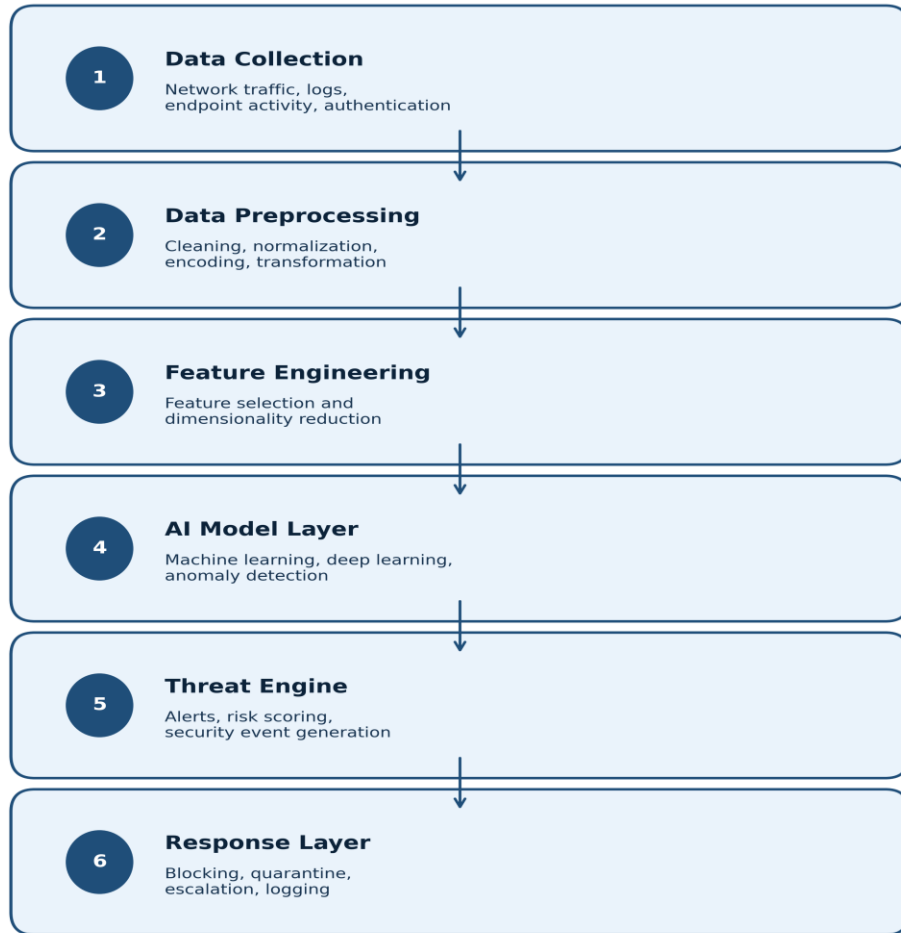 1
Data Collection
Network traffic, logs,
endpoint activity, authentication
2
Data Preprocessing
Cleaning, normalization,
encoding, transformation
3
Feature Engineering
Feature selection and
dimensionality reduction
4
AI Model Layer
Machine learning, deep learning,
anomaly detection
5
Threat Engine
Alerts, risk scoring,
security event generation
6
Response Layer
Blocking, quarantine,
escalation, logging